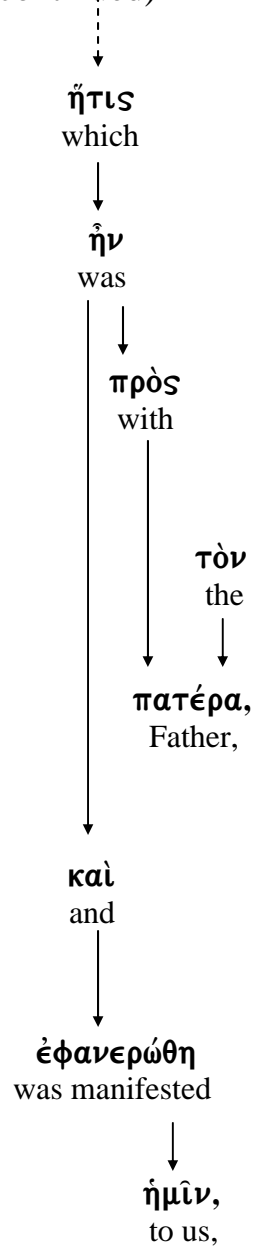 ἥτις
which
ἦν
was
πρὸς
with
τὸν
the
πατέρα,
Father,
καὶ
and
ἐφανερώθη
was manifested
ἡμῖν,
to us,